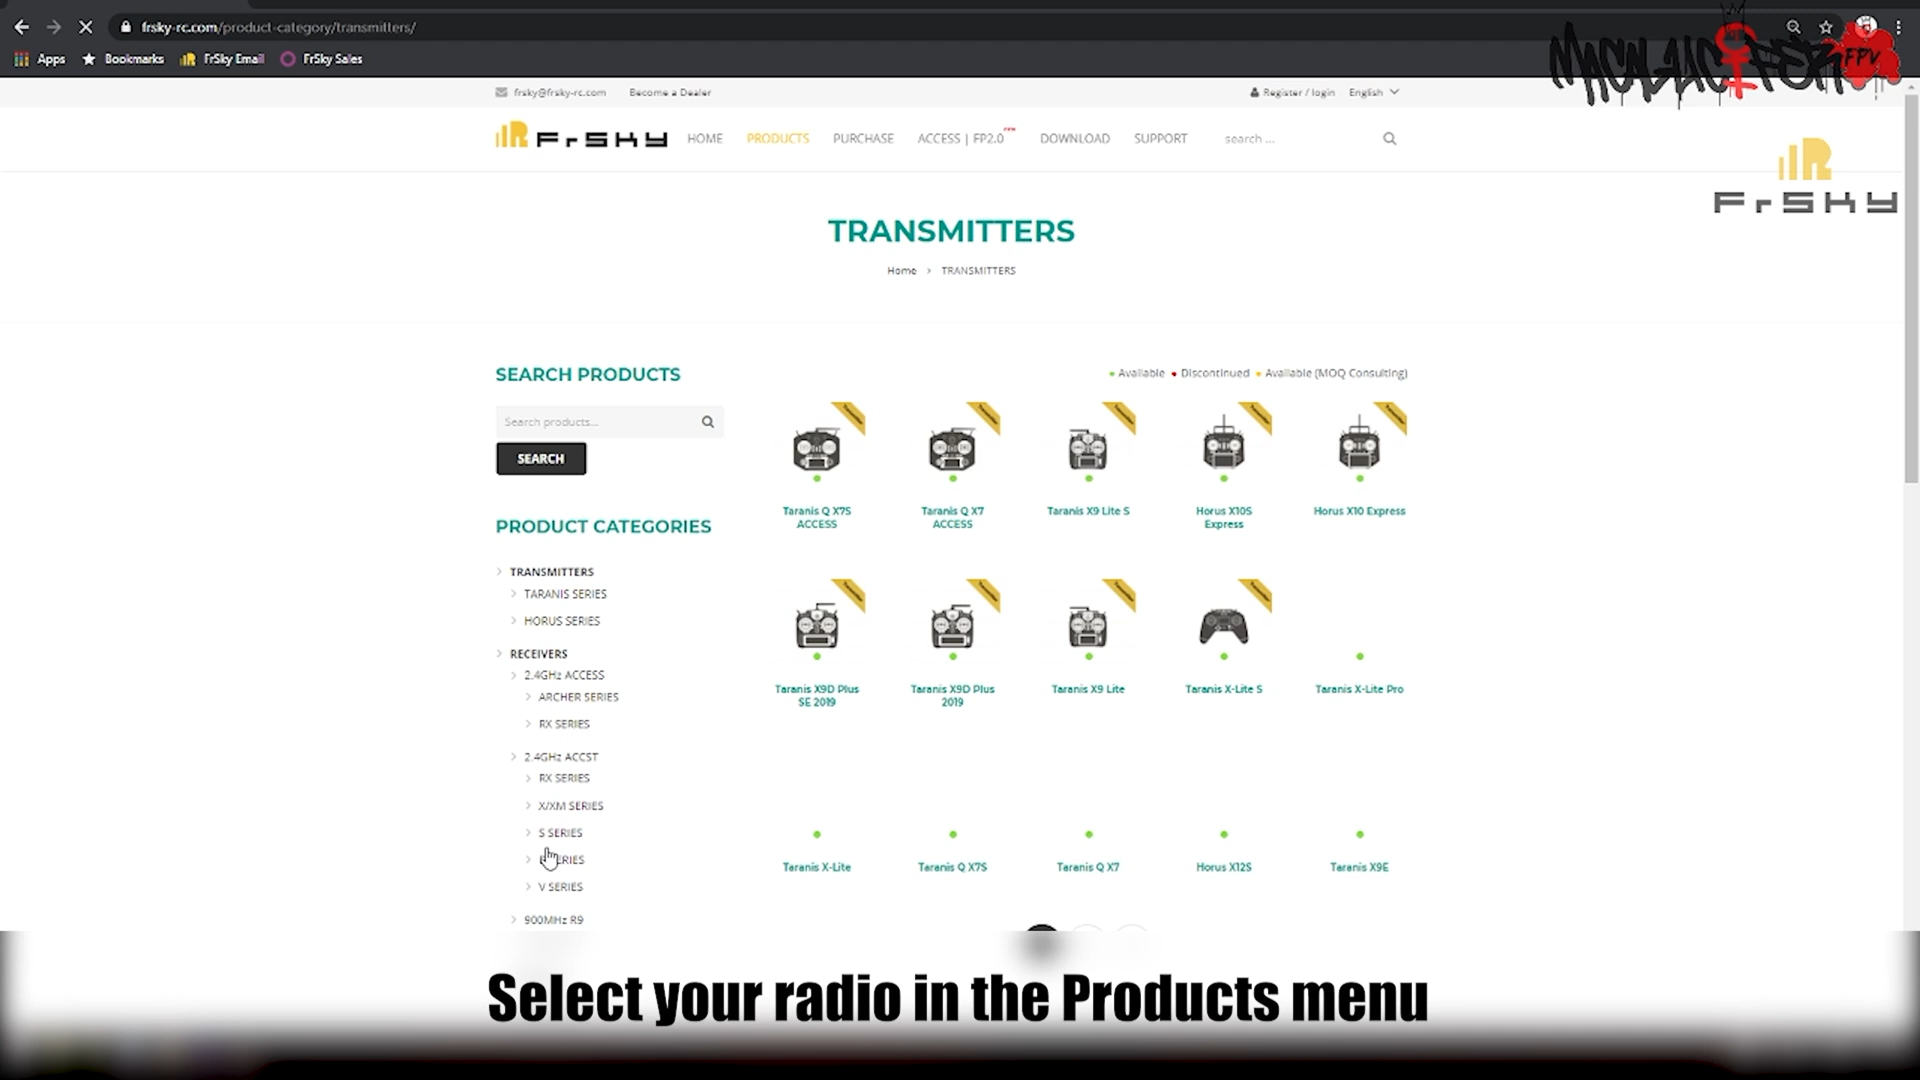 frsky-rc.com/product-category/transmitters/
Apps Bookmarks FrSky Email FrSky Sales
MACALUCIFER FPV
frsky@frsky-rc.com Become a Dealer Register / login English
FrSky HOME PRODUCTS PURCHASE ACCESS | FP2.0 DOWNLOAD SUPPORT search ...
FrSky
TRANSMITTERS
Home > TRANSMITTERS
SEARCH PRODUCTS
Available Discontinued Available (MOQ Consulting)
Search products...
SEARCH
Taranis Q X7S ACCESS
Taranis Q X7 ACCESS
Taranis X9 Lite S
Horus X10S Express
Horus X10 Express
PRODUCT CATEGORIES
TRANSMITTERS
TARANIS SERIES
HORUS SERIES
RECEIVERS
2.4GHz ACCESS
ARCHER SERIES
RX SERIES
2.4GHz ACCST
RX SERIES
X/XM SERIES
S SERIES
V SERIES
900MHz R9
Taranis X9D Plus SE 2019
Taranis X9D Plus 2019
Taranis X9 Lite
Taranis X-Lite S
Taranis X-Lite Pro
Taranis X-Lite
Taranis Q X7S
Taranis Q X7
Horus X12S
Taranis X9E
Select your radio in the Products menu